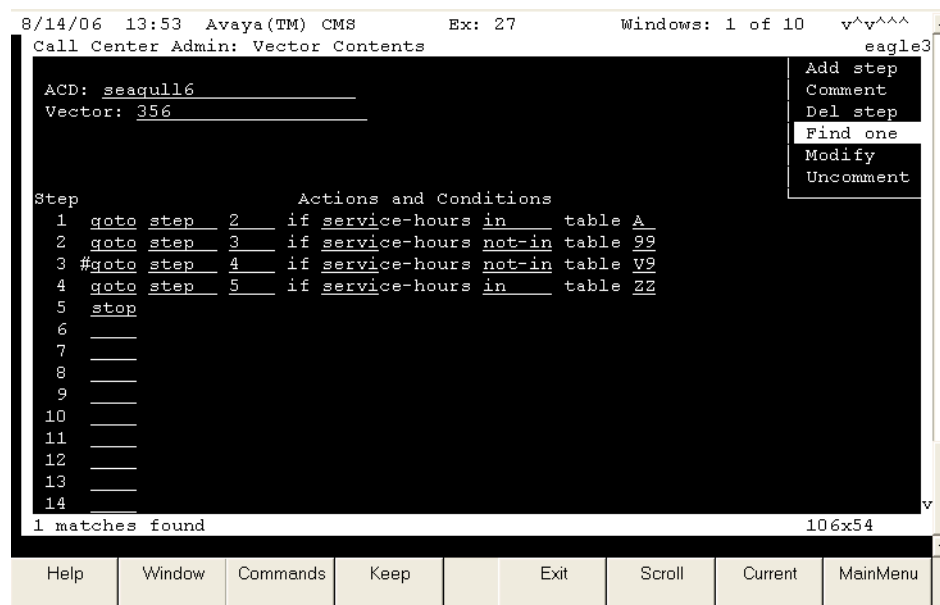 8/14/06 13:53 Avaya(TM) CMS Ex: 27 Windows: 1 of 10 v^v^^^
Call Center Admin: Vector Contents eagle3
Add step
ACD: seagull6 Comment
Vector: 356 Del step
Find one
Modify
Uncomment
Step Actions and Conditions
1 goto step 2 if service-hours in table A
2 goto step 3 if service-hours not-in table 99
3 #goto step 4 if service-hours not-in table V9
4 goto step 5 if service-hours in table ZZ
5 stop
6
7
8
9
10
11
12
13
14 v
1 matches found 106x54
Help Window Commands Keep Exit Scroll Current MainMenu